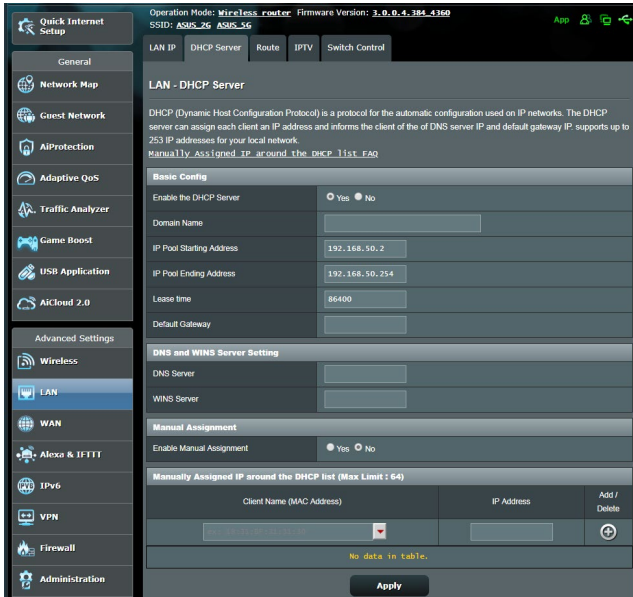 Quick Internet Setup
Operation Mode: Wireless router Firmware Version: 3.0.0.4.384_4360
SSID: ASUS_2G ASUS_5G
App
General
Network Map
Guest Network
AiProtection
Adaptive QoS
Traffic Analyzer
Game Boost
USB Application
AiCloud 2.0
Advanced Settings
Wireless
LAN
WAN
Alexa & IFTTT
IPv6
VPN
Firewall
Administration
LAN IP
DHCP Server
Route
IPTV
Switch Control
LAN - DHCP Server
DHCP (Dynamic Host Configuration Protocol) is a protocol for the automatic configuration used on IP networks. The DHCP
server can assign each client an IP address and informs the client of the of DNS server IP and default gateway IP. supports up to
253 IP addresses for your local network.
Manually Assigned IP around the DHCP list FAQ
Basic Config
Enable the DHCP Server Yes No
Domain Name
IP Pool Starting Address 192.168.50.2
IP Pool Ending Address 192.168.50.254
Lease time 86400
Default Gateway
DNS and WINS Server Setting
DNS Server
WINS Server
Manual Assignment
Enable Manual Assignment Yes No
Manually Assigned IP around the DHCP list (Max Limit : 64)
Client Name (MAC Address) IP Address Add / Delete
No data in table.
Apply